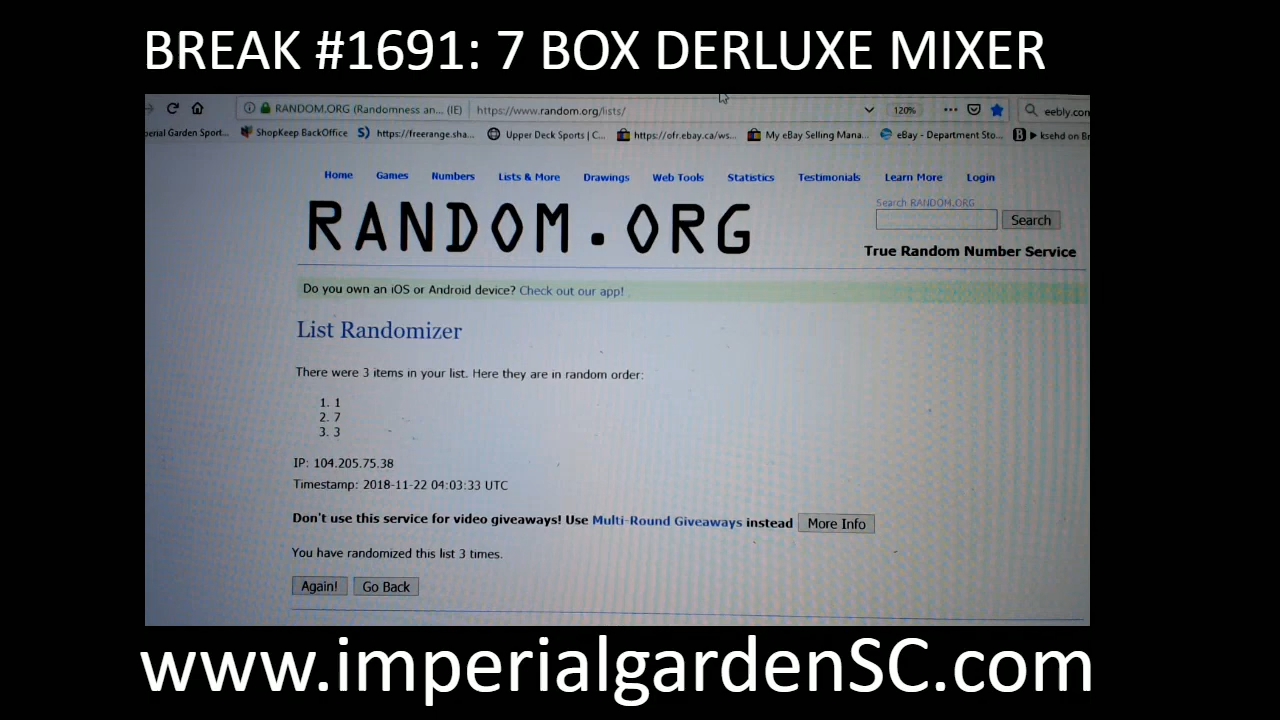 BREAK #1691: 7 BOX DERLUXE MIXER
RANDOM.ORG (Randomness an... (IE) https://www.random.org/lists/ 120% ... eebly.con
perial Garden Sport... ShopKeep BackOffice S) https://freerange.sha... Upper Deck Sports | C... https://ofr.ebay.ca/ws... My eBay Selling Mana... eBay - Department Sto... B ▶ ksehd on Br
Home Games Numbers Lists & More Drawings Web Tools Statistics Testimonials Learn More Login
Search RANDOM.ORG
RANDOM.ORG Search
True Random Number Service
Do you own an iOS or Android device? Check out our app!
List Randomizer
There were 3 items in your list. Here they are in random order:
1. 1
2. 7
3. 3
IP: 104.205.75.38
Timestamp: 2018-11-22 04:03:33 UTC
Don't use this service for video giveaways! Use Multi-Round Giveaways instead More Info
You have randomized this list 3 times.
Again! Go Back
www.imperialgardenSC.com